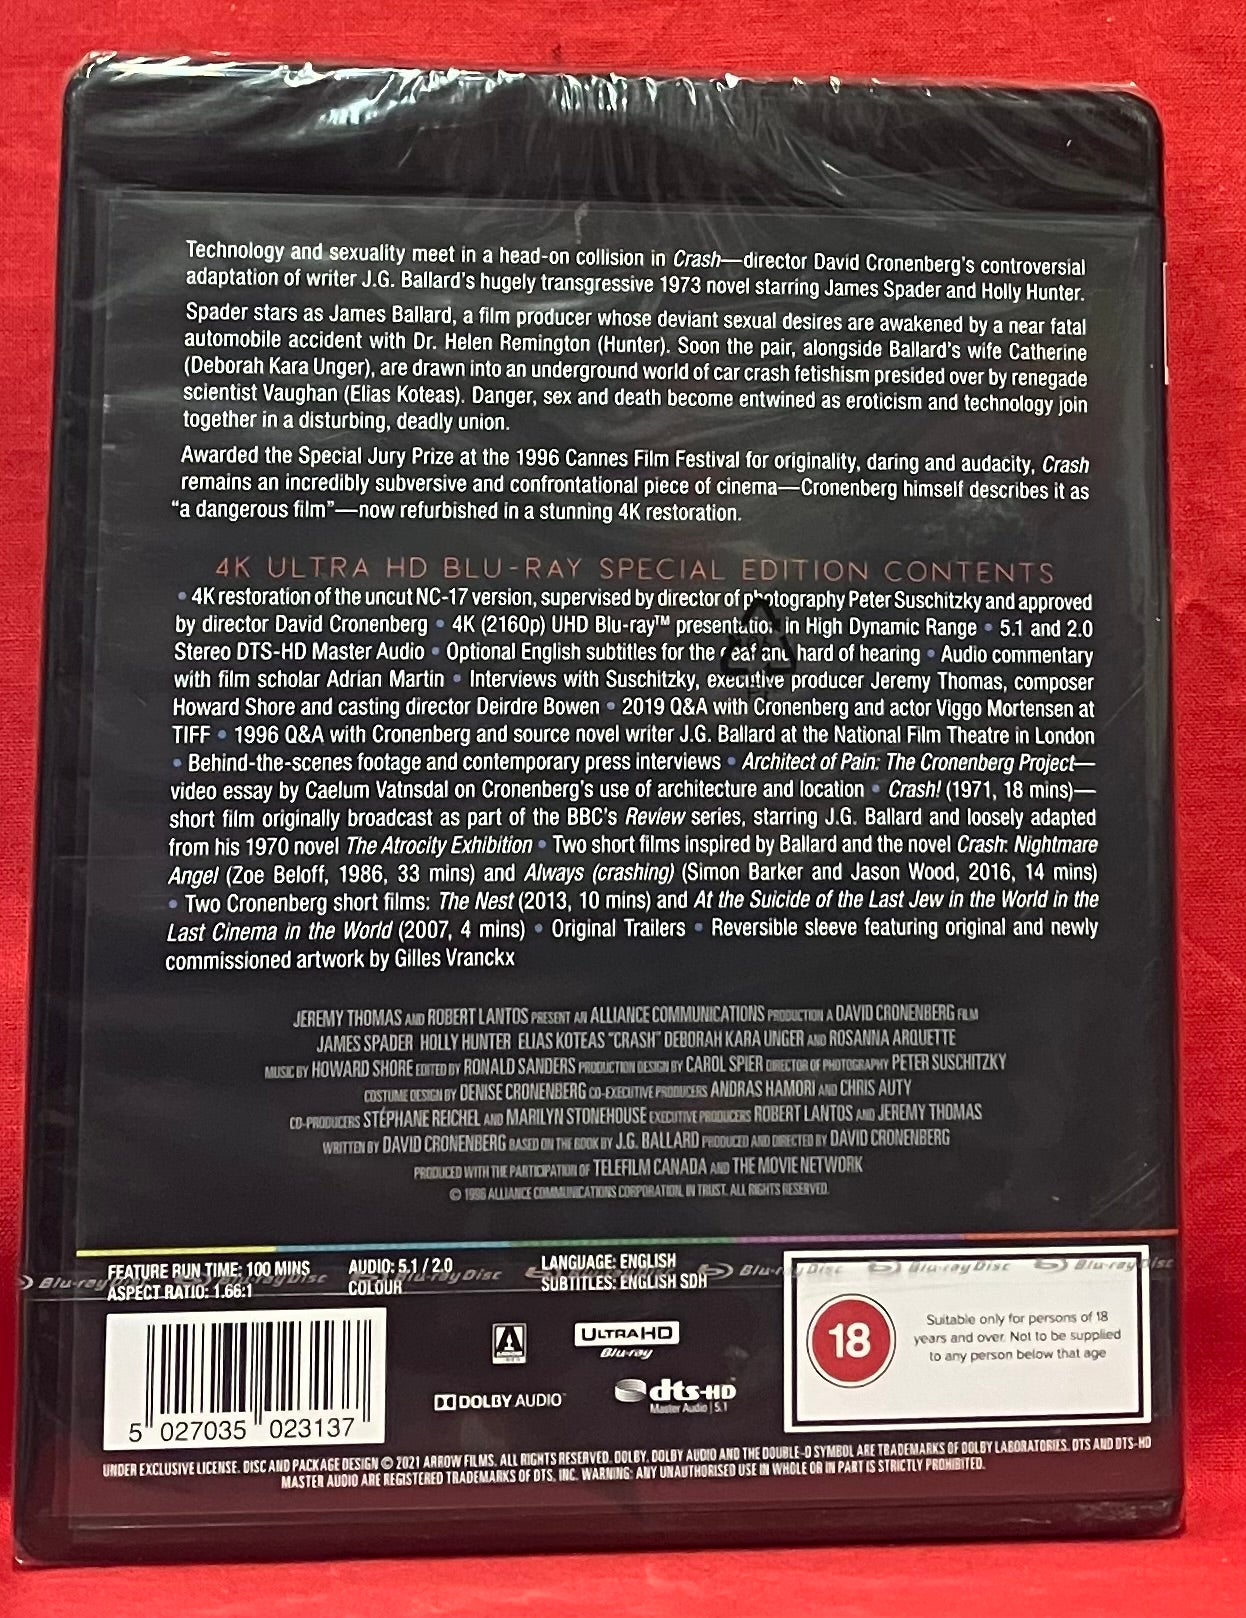 Technology and sexuality meet in a head-on collision in Crash—director David Cronenberg's controversial
adaptation of writer J.G. Ballard's hugely transgressive 1973 novel starring James Spader and Holly Hunter.
Spader stars as James Ballard, a film producer whose deviant sexual desires are awakened by a near fatal
automobile accident with Dr. Helen Remington (Hunter). Soon the pair, alongside Ballard's wife Catherine
(Deborah Kara Unger), are drawn into an underground world of car crash fetishism presided over by renegade
scientist Vaughan (Elias Koteas). Danger, sex and death become entwined as eroticism and technology join
together in a disturbing, deadly union.
Awarded the Special Jury Prize at the 1996 Cannes Film Festival for originality, daring and audacity, Crash
remains an incredibly subversive and confrontational piece of cinema—Cronenberg himself describes it as
“a dangerous film”—now refurbished in a stunning 4K restoration.
4K ULTRA HD BLU-RAY SPECIAL EDITION CONTENTS
• 4K restoration of the uncut NC-17 version, supervised by director of photography Peter Suschitzky and approved
by director David Cronenberg • 4K (2160p) UHD Blu-ray™ presentation in High Dynamic Range • 5.1 and 2.0
Stereo DTS-HD Master Audio • Optional English subtitles for the deaf and hard of hearing • Audio commentary
with film scholar Adrian Martin • Interviews with Suschitzky, executive producer Jeremy Thomas, composer
Howard Shore and casting director Deirdre Bowen • 2019 Q&A with Cronenberg and actor Viggo Mortensen at
TIFF • 1996 Q&A with Cronenberg and source novel writer J.G. Ballard at the National Film Theatre in London
• Behind-the-scenes footage and contemporary press interviews • Architect of Pain: The Cronenberg Project—
video essay by Caelum Vatnsdal on Cronenberg's use of architecture and location • Crash! (1971, 18 mins)—
short film originally broadcast as part of the BBC's Review series, starring J.G. Ballard and loosely adapted
from his 1970 novel The Atrocity Exhibition • Two short films inspired by Ballard and the novel Crash: Nightmare
Angel (Zoe Beloff, 1986, 33 mins) and Always (crashing) (Simon Barker and Jason Wood, 2016, 14 mins)
• Two Cronenberg short films: The Nest (2013, 10 mins) and At the Suicide of the Last Jew in the World in the
Last Cinema in the World (2007, 4 mins) • Original Trailers • Reversible sleeve featuring original and newly
commissioned artwork by Gilles Vranckx
JEREMY THOMAS AND ROBERT LANTOS PRESENT AN ALLIANCE COMMUNICATIONS PRODUCTION A DAVID CRONENBERG FILM
JAMES SPADER HOLLY HUNTER ELIAS KOTEAS "CRASH" DEBORAH KARA UNGER AND ROSANNA ARQUETTE
MUSIC BY HOWARD SHORE EDITED BY RONALD SANDERS PRODUCTION DESIGN BY CAROL SPIER DIRECTOR OF PHOTOGRAPHY PETER SUSCHITZKY
COSTUME DESIGN BY DENISE CRONENBERG CO-EXECUTIVE PRODUCERS ANDRAS HAMORI AND CHRIS AUTY
CO-PRODUCERS STÉPHANE REICHEL AND MARILYN STONEHOUSE EXECUTIVE PRODUCERS ROBERT LANTOS AND JEREMY THOMAS
WRITTEN BY DAVID CRONENBERG BASED ON THE BOOK BY J.G. BALLARD PRODUCED AND DIRECTED BY DAVID CRONENBERG
PRODUCED WITH THE PARTICIPATION OF TELEFILM CANADA AND THE MOVIE NETWORK
© 1996 ALLIANCE COMMUNICATIONS CORPORATION, IN TRUST. ALL RIGHTS RESERVED.
FEATURE RUN TIME: 100 MINS AUDIO: 5.1 / 2.0 LANGUAGE: ENGLISH
ASPECT RATIO: 1.66:1 COLOUR SUBTITLES: ENGLISH SDH
Blu-ray Disc Blu-ray Disc Blu-ray Disc Blu-ray Disc Blu-ray Disc
ARROW
ULTRA HD
Blu-ray
DOLBY AUDIO
dts-HD
Master Audio | 5.1
18
Suitable only for persons of 18
years and over. Not to be supplied
to any person below that age
5 027035 023137
UNDER EXCLUSIVE LICENSE. DISC AND PACKAGE DESIGN © 2021 ARROW FILMS. ALL RIGHTS RESERVED. DOLBY, DOLBY AUDIO AND THE DOUBLE-D SYMBOL ARE TRADEMARKS OF DOLBY LABORATORIES. DTS AND DTS-HD
MASTER AUDIO ARE REGISTERED TRADEMARKS OF DTS, INC. WARNING: ANY UNAUTHORISED USE IN WHOLE OR IN PART IS STRICTLY PROHIBITED.